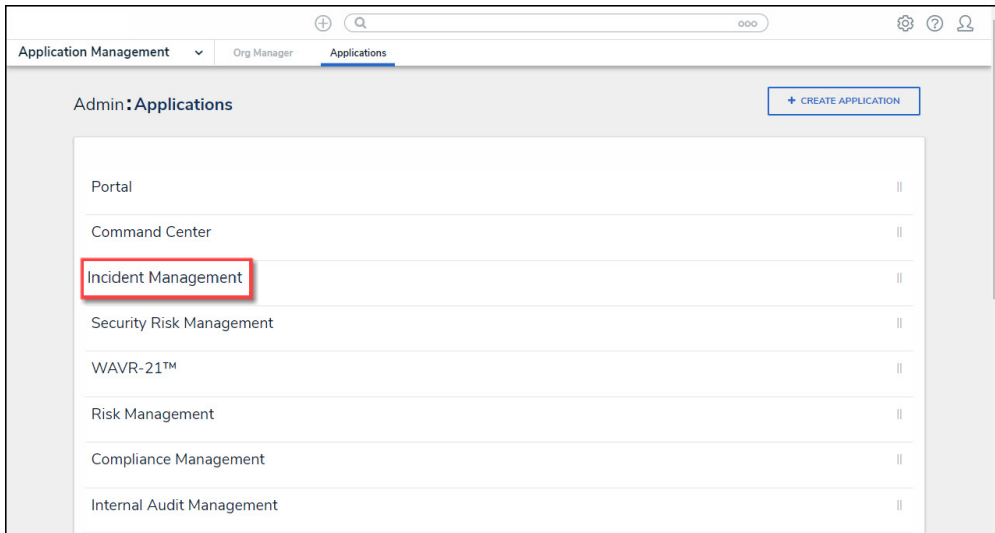 Application Management
Org Manager
Applications
Admin:Applications
+ CREATE APPLICATION
Portal
Command Center
Incident Management
Security Risk Management
WAVR-21™
Risk Management
Compliance Management
Internal Audit Management